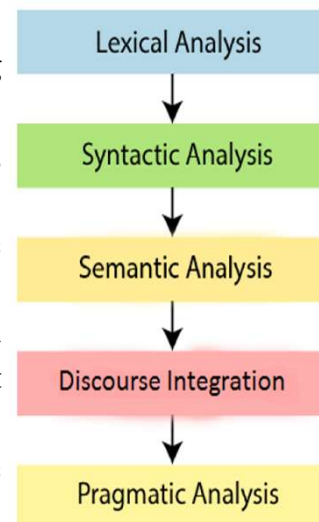 Lexical Analysis
Syntactic Analysis
Semantic Analysis
Discourse Integration
Pragmatic Analysis